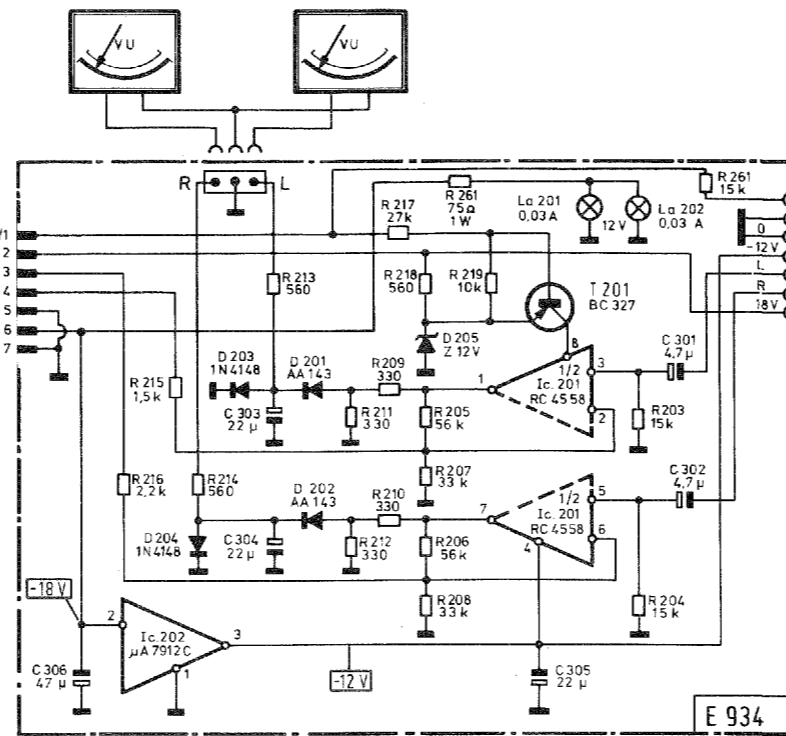 VU
VU
R
L
R 261
15 k
R 217
27 k
R 261
75 Ω
1 W
La 201
0,03 A
12 V
La 202
0,03 A
/1
2
3
4
5
6
7
0
-12 V
L
R
18 V
R 213
560
R 218
560
R 219
10 k
T 201
BC 327
D 205
Z 12V
D 203
1N 4148
D 201
AA 143
R 209
330
1
8
1/2
Ic. 201
RC 4558
3
2
C 301
4,7 µ
R 215
1,5 k
C 303
22 µ
R 211
330
R 205
56 k
R 203
15 k
R 216
2,2 k
R 214
560
D 202
AA 143
R 210
330
R 207
33 k
7
1/2
Ic. 201
RC 4558
5
6
4
C 302
4,7 µ
D 204
1N 4148
C 304
22 µ
R 212
330
R 206
56 k
R 208
33 k
R 204
15 k
-18 V
2
Ic. 202
µA 7912 C
3
1
C 306
47 µ
-12 V
C 305
22 µ
E 934